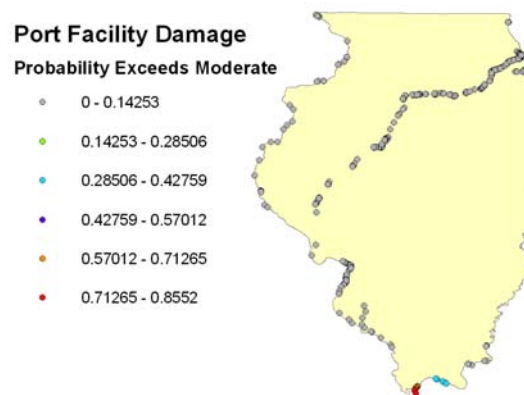 Port Facility Damage
Probability Exceeds Moderate
0 - 0.14253
0.14253 - 0.28506
0.28506 - 0.42759
0.42759 - 0.57012
0.57012 - 0.71265
0.71265 - 0.8552